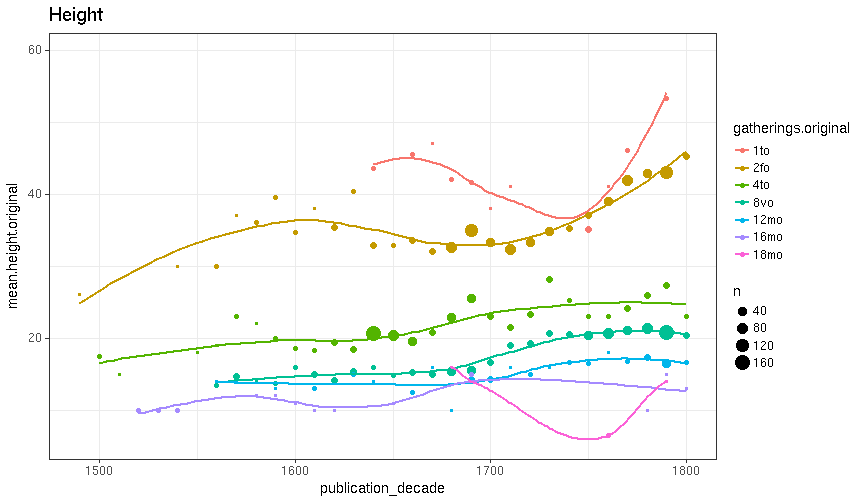 Height
60
40
20
mean.height.original
1500
1600
1700
1800
publication_decade
gatherings.original
1to
2fo
4to
8vo
12mo
16mo
18mo
n
40
80
120
160